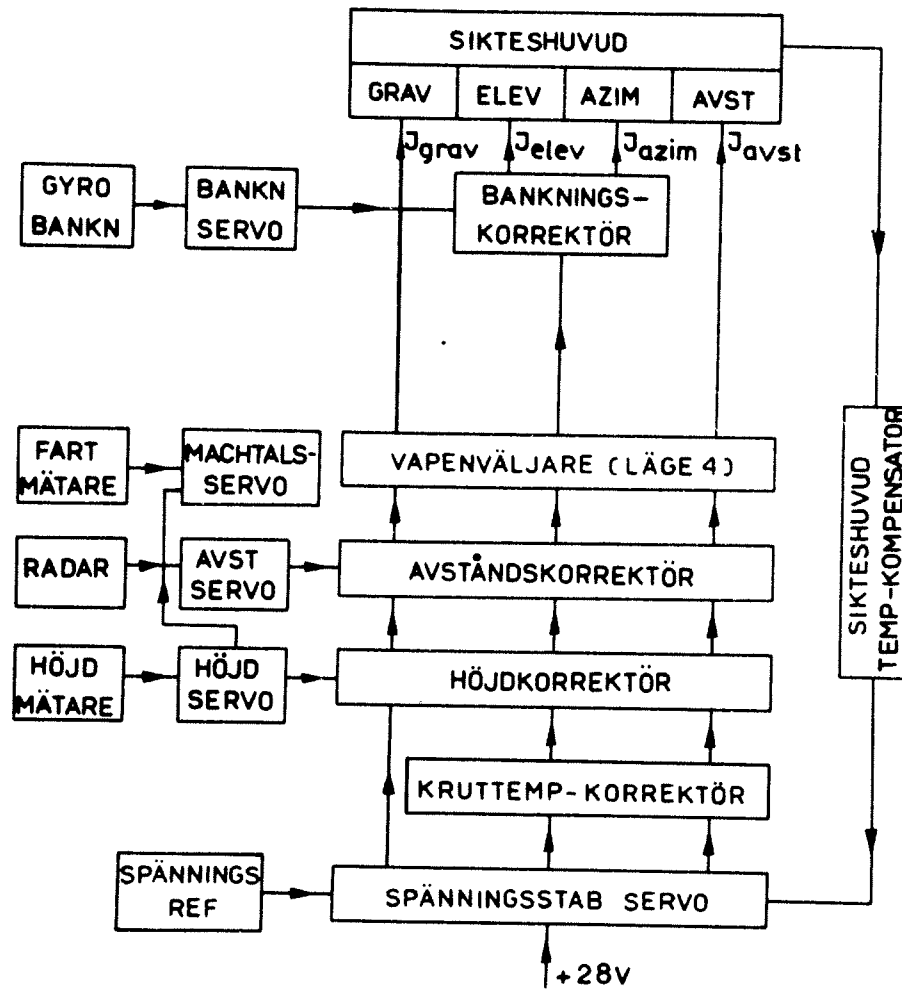 SIKTESHUVUD
GRAV ELEV AZIM AVST
Jgrav Jelev Jazim Javst
GYRO
BANKN
BANKN
SERVO
BANKNINGS-
KORREKTÖR
FART
MÄTARE
MACHTALS-
SERVO
VAPENVÄLJARE (LÄGE 4)
RADAR
AVST
SERVO
AVSTÅNDSKORREKTÖR
HÖJD
MÄTARE
HÖJD
SERVO
HÖJDKORREKTÖR
SIKTESHUVUD
TEMP-KOMPENSATOR
KRUTTEMP-KORREKTÖR
SPÄNNINGS
REF
SPÄNNINGSSTAB SERVO
+28V